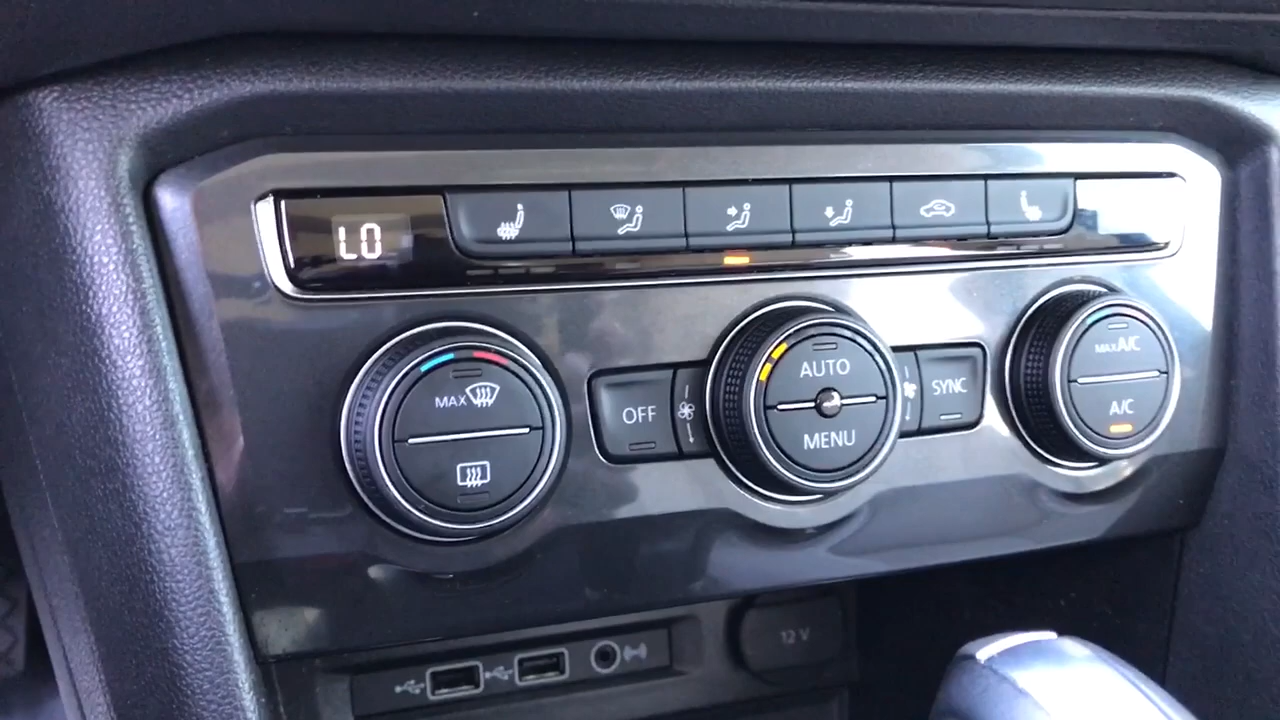 LO
MAX
OFF
AUTO
MENU
SYNC
MAX A/C
A/C
12 V